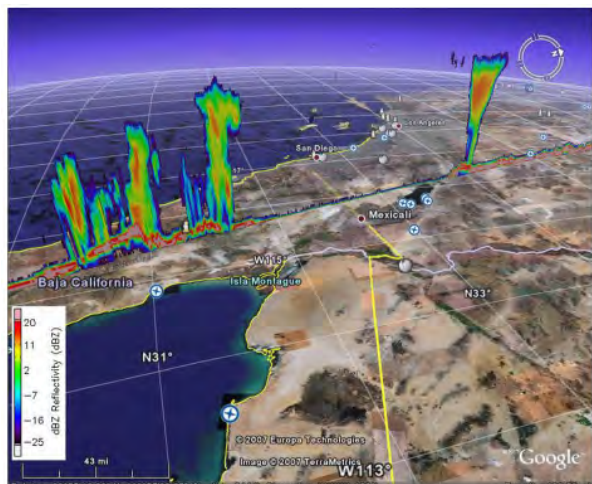 N
Los Angeles
San Diego
Mexicali
W115°
Baja California
Isla Montague
N33°
20
11
2
-7
-16
-25
dBZ Reflectivity (dBZ)
N31°
© 2007 Europa Technologies
Image © 2007 TerraMetrics
W113°
43 mi
Google